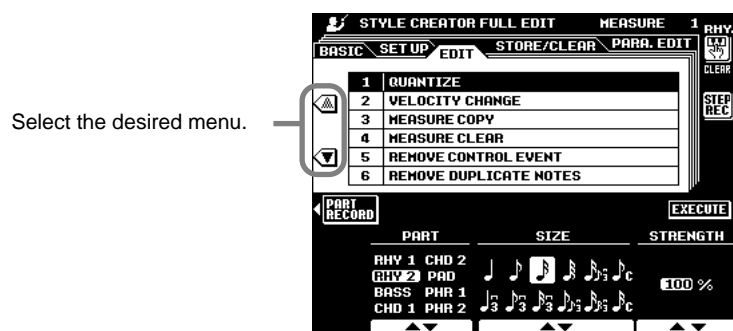 STYLE CREATOR FULL EDIT MEASURE 1 RHY.
BASIC SET UP EDIT STORE/CLEAR PARA. EDIT
CLEAR
1 QUANTIZE
2 VELOCITY CHANGE
STEP REC
Select the desired menu.
3 MEASURE COPY
4 MEASURE CLEAR
5 REMOVE CONTROL EVENT
6 REMOVE DUPLICATE NOTES
PART RECORD
EXECUTE
PART SIZE STRENGTH
RHY 1 CHD 2
RHY 2 PAD
100 %
BASS PHR 1
CHD 1 PHR 2